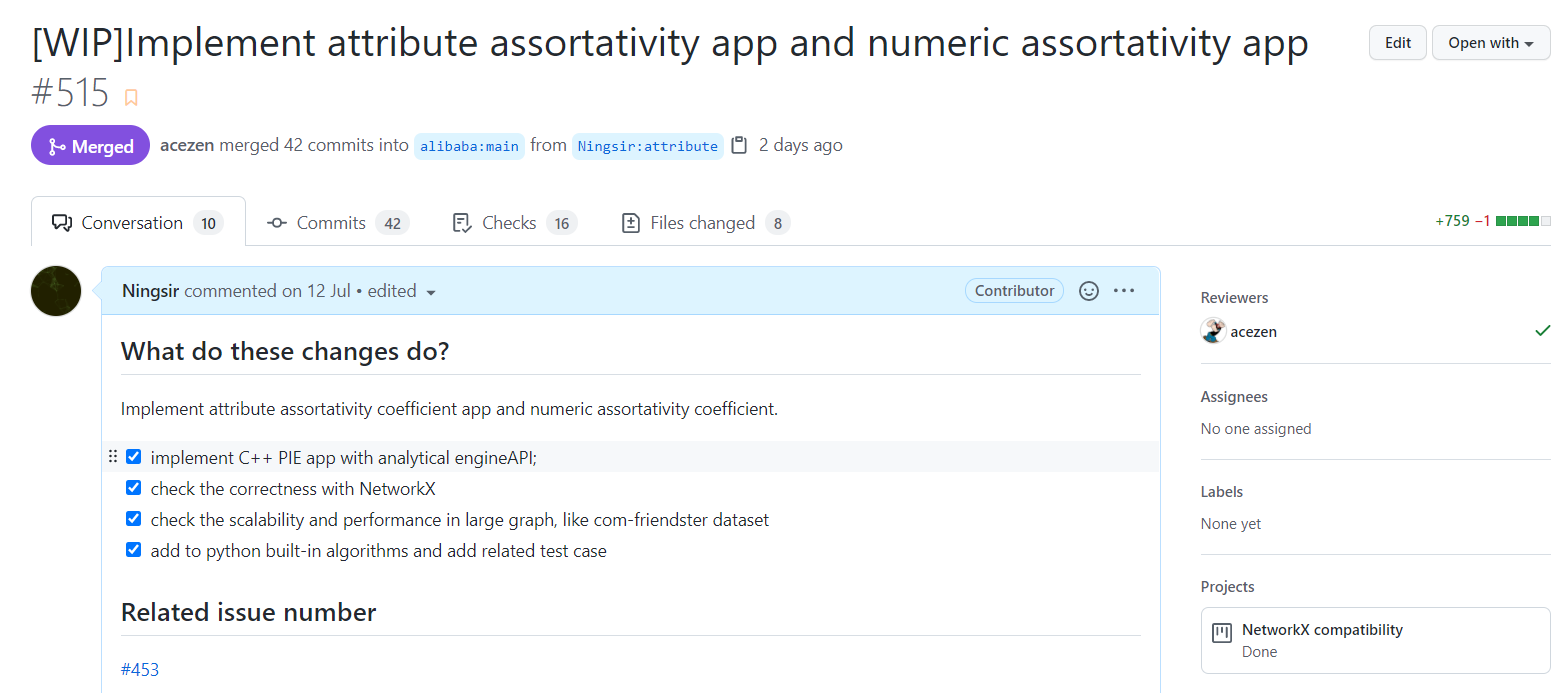 [WIP]Implement attribute assortativity app and numeric assortativity app
#515
Edit
Open with
Merged
acezen merged 42 commits into alibaba:main from Ningsir:attribute 2 days ago
Conversation 10
Commits 42
Checks 16
Files changed 8
+759 −1
Ningsir commented on 12 Jul • edited
Contributor
What do these changes do?
Implement attribute assortativity coefficient app and numeric assortativity coefficient.
implement C++ PIE app with analytical engineAPI;
check the correctness with NetworkX
check the scalability and performance in large graph, like com-friendster dataset
add to python built-in algorithms and add related test case
Related issue number
#453
Reviewers
acezen
Assignees
No one assigned
Labels
None yet
Projects
NetworkX compatibility
Done